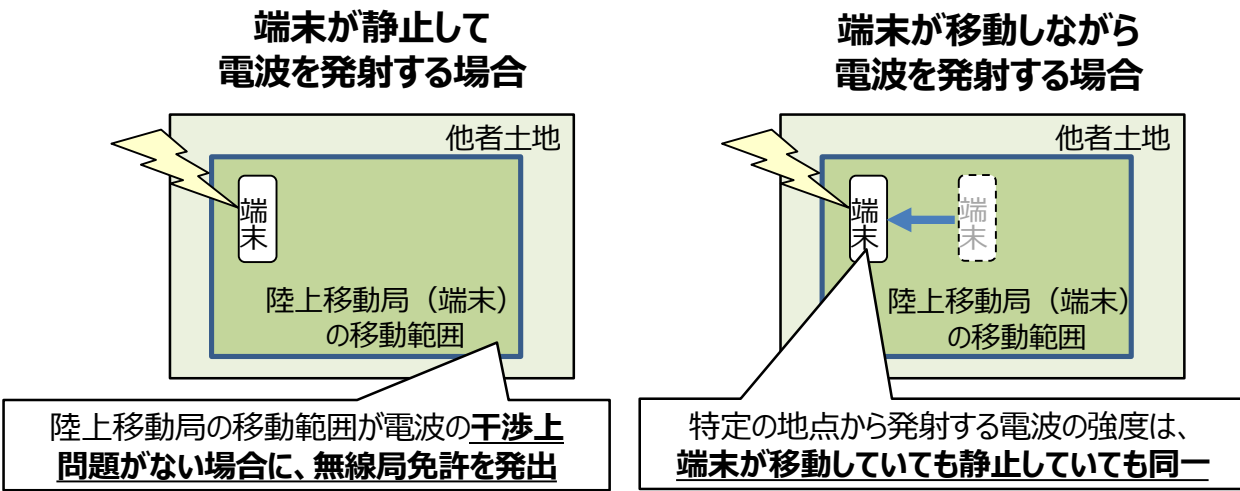 端末が静止して
電波を発射する場合
他者土地
端
末
陸上移動局（端末）
の移動範囲
陸上移動局の移動範囲が電波の干渉上
問題がない場合に、無線局免許を発出
端末が移動しながら
電波を発射する場合
他者土地
端
末
端
末
陸上移動局（端末）
の移動範囲
特定の地点から発射する電波の強度は、
端末が移動していても静止していても同一